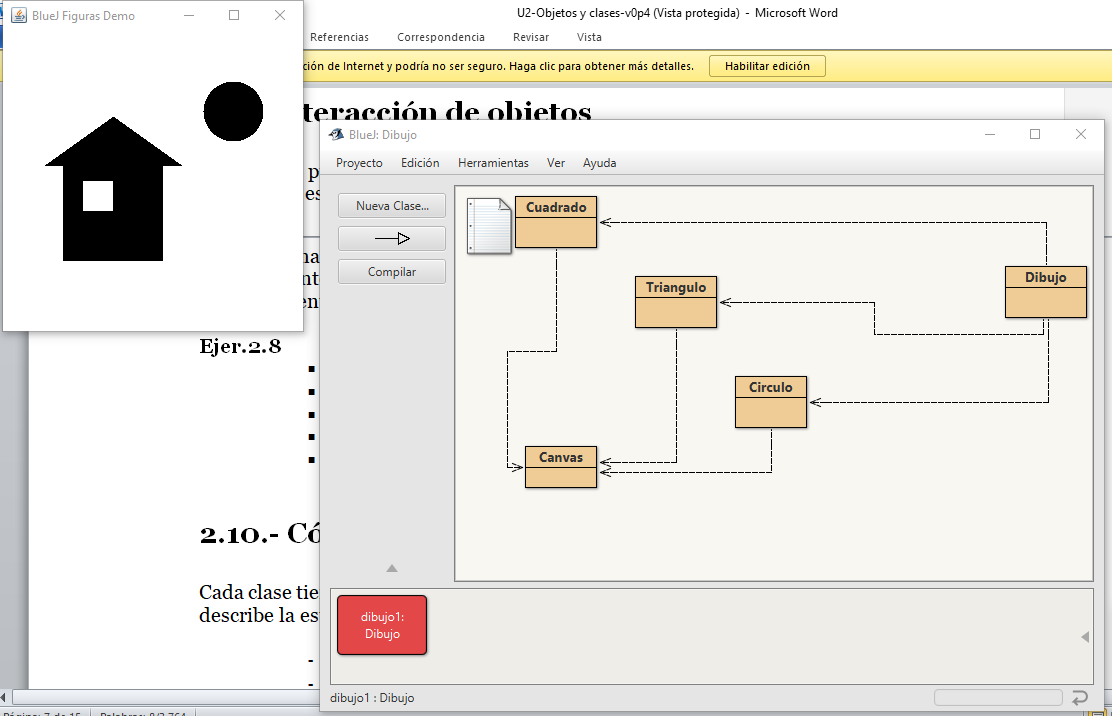 BlueJ Figuras Demo
U2-Objetos y clases-v0p4 (Vista protegida) - Microsoft Word
Referencias Correspondencia Revisar Vista
ción de Internet y podría no ser seguro. Haga clic para obtener más detalles. Habilitar edición
teracción de objetos
BlueJ: Dibujo
Proyecto Edición Herramientas Ver Ayuda
Nueva Clase...
Compilar
Cuadrado
Triangulo
Dibujo
Circulo
Canvas
Ejer.2.8
2.10.- Có
Cada clase tie
describe la es
-
-
dibujo1:
Dibujo
dibujo1 : Dibujo